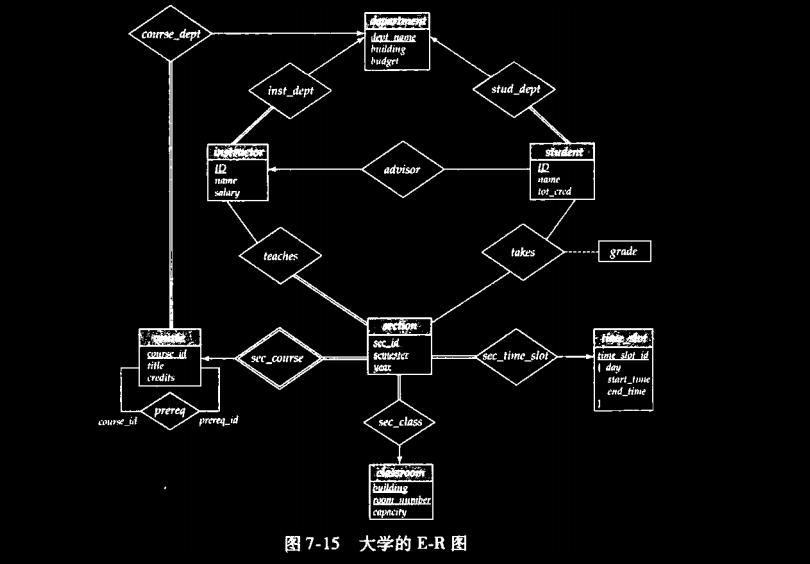 course_dept
department
dept_name
building
budget
inst_dept
stud_dept
instructor
ID
name
salary
advisor
student
ID
name
tot_cred
teaches
takes
grade
section
sec_id
semester
year
course
course_id
title
credits
sec_course
sec_time_slot
time_slot
time_slot_id
{ day
start_time
end_time
}
prereq
course_id
prereq_id
sec_class
classroom
building
room_number
capacity
图 7-15 大学的 E-R 图